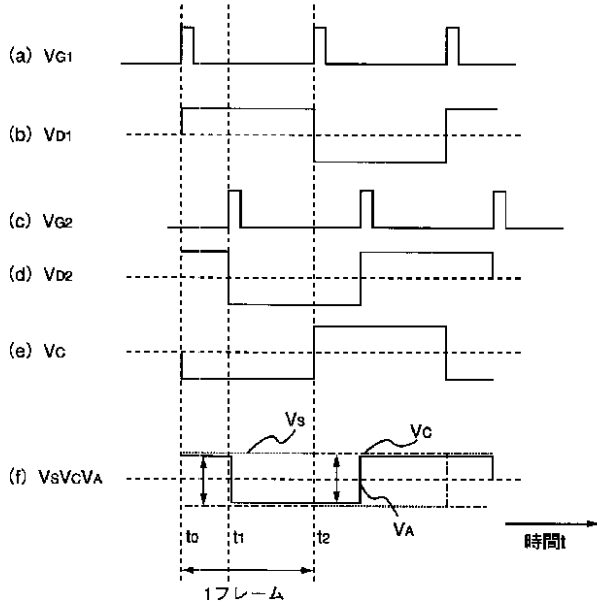 (a) VG1
(b) VD1
(c) VG2
(d) VD2
(e) VC
VS
VC
(f) VSVCVA
VA
t0
t1
t2
時間t
1フレーム